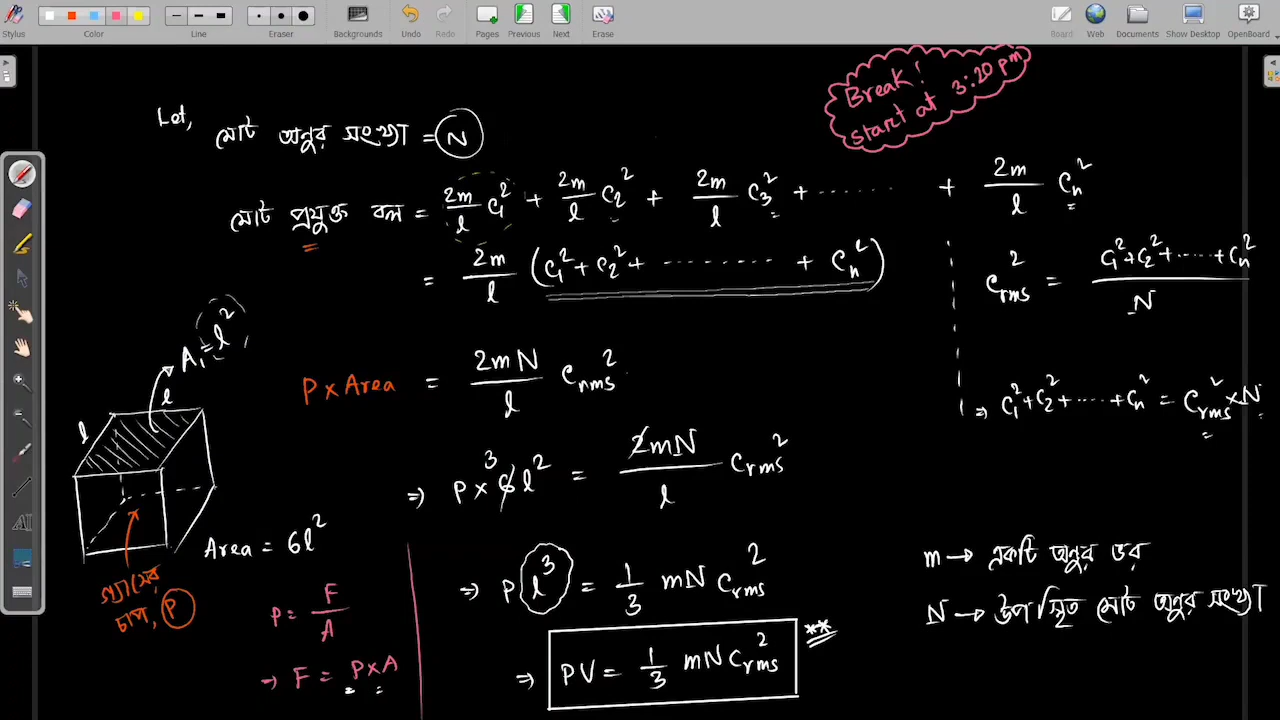 Stylus Color Line Eraser Backgrounds Undo Redo Pages Previous Next Erase Board Web Documents Show Desktop OpenBoard
Break!
start at 3:20 pm
Let,
মোট অনুর সংখ্যা = N
মোট প্রযুক্ত বল = 2m/l c₁² + 2m/l c₂² + 2m/l c₃² + ........ + 2m/l cₙ²
= 2m/l (c₁² + c₂² + .......... + cₙ²)
c_rms² = (c₁² + c₂² + ..... + cₙ²)/N
⇒ c₁² + c₂² + ..... + cₙ² = c_rms² × N
A₁ = l²
l
l
P × Area = 2mN/l c_rms²
⇒ P × 6 3 l² = 2mN/l c_rms²
Area = 6l²
গ্যাসের
চাপ, P
P = F/A
→ F = P×A
⇒ P l³ = 1/3 mN c_rms²
⇒ PV = 1/3 mN c_rms² **
m → একটি অনুর ভর
N → উপস্থিত মোট অনুর সংখ্যা